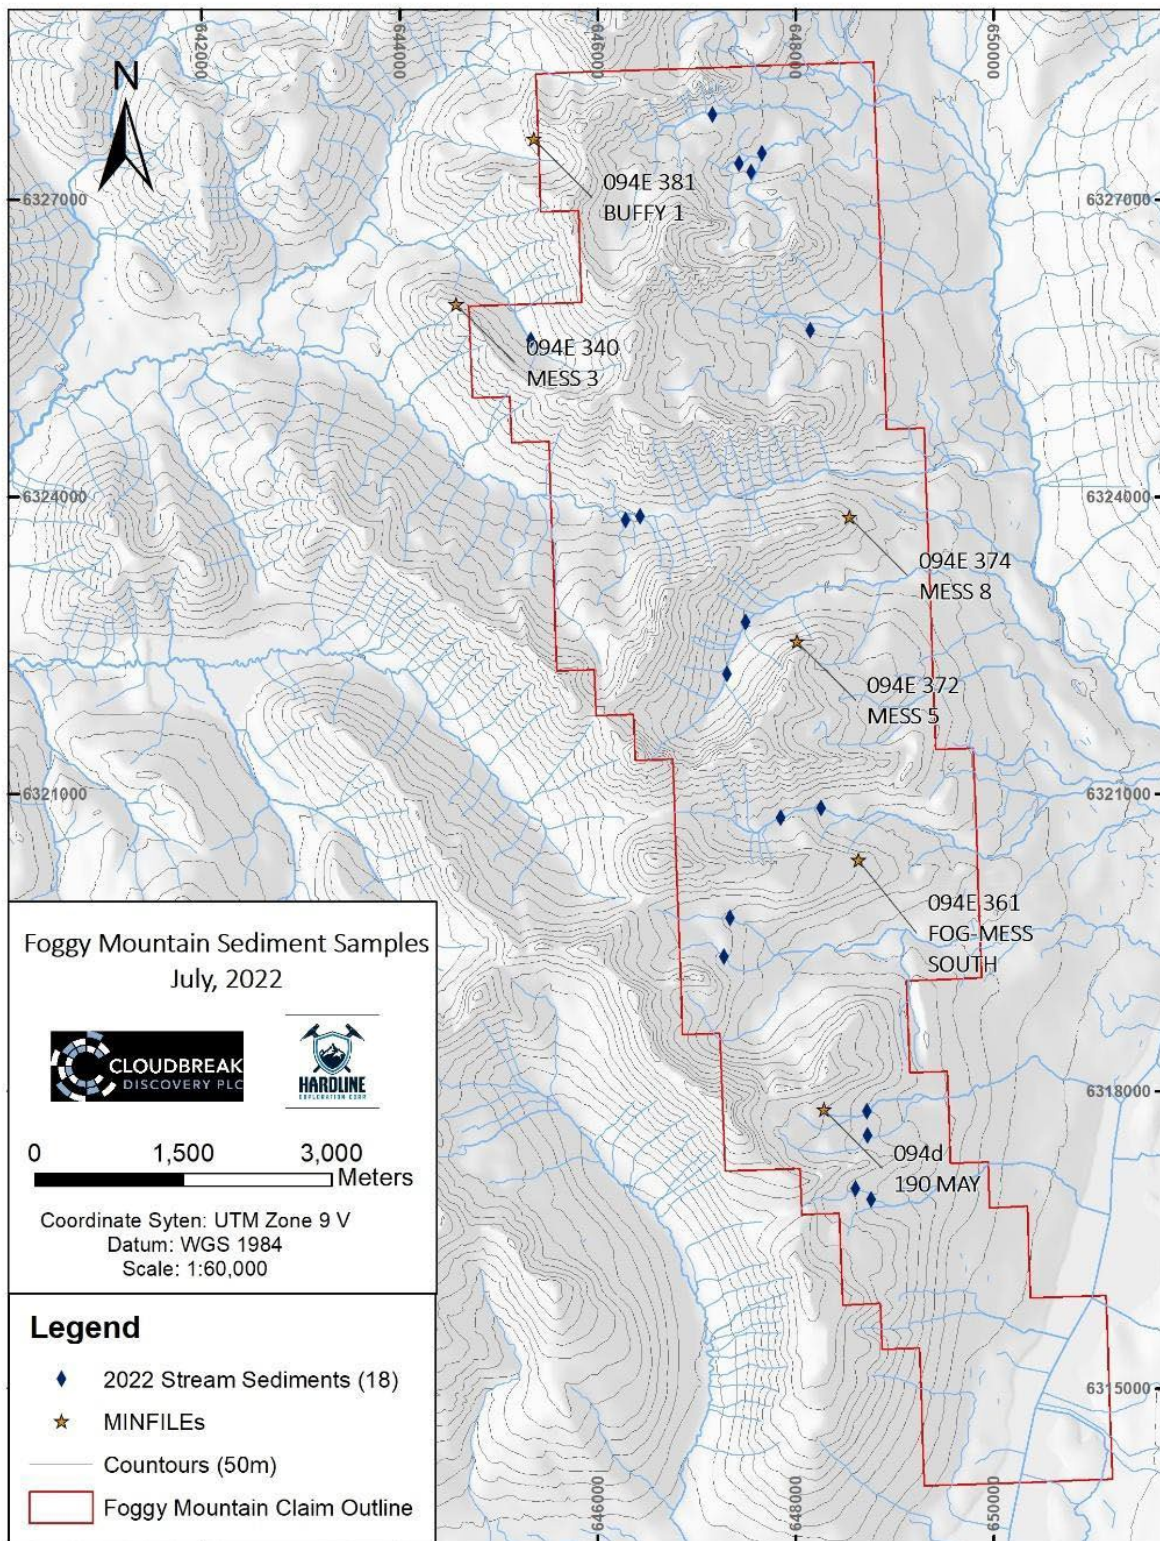 642000
644000
646000
648000
650000
N
094E 381
BUFFY 1
6327000
6327000
094E 340
MESS 3
6324000
6324000
094E 374
MESS 8
094E 372
MESS 5
6321000
6321000
094E 361
FOG-MESS
SOUTH
Foggy Mountain Sediment Samples
July, 2022
CLOUDBREAK
DISCOVERY PLC
HARDLINE
EXPLORATION CORP
6318000
094d
190 MAY
0 1,500 3,000
Meters
Coordinate Syten: UTM Zone 9 V
Datum: WGS 1984
Scale: 1:60,000
Legend
2022 Stream Sediments (18)
MINFILEs
Countours (50m)
Foggy Mountain Claim Outline
6315000
646000
648000
650000